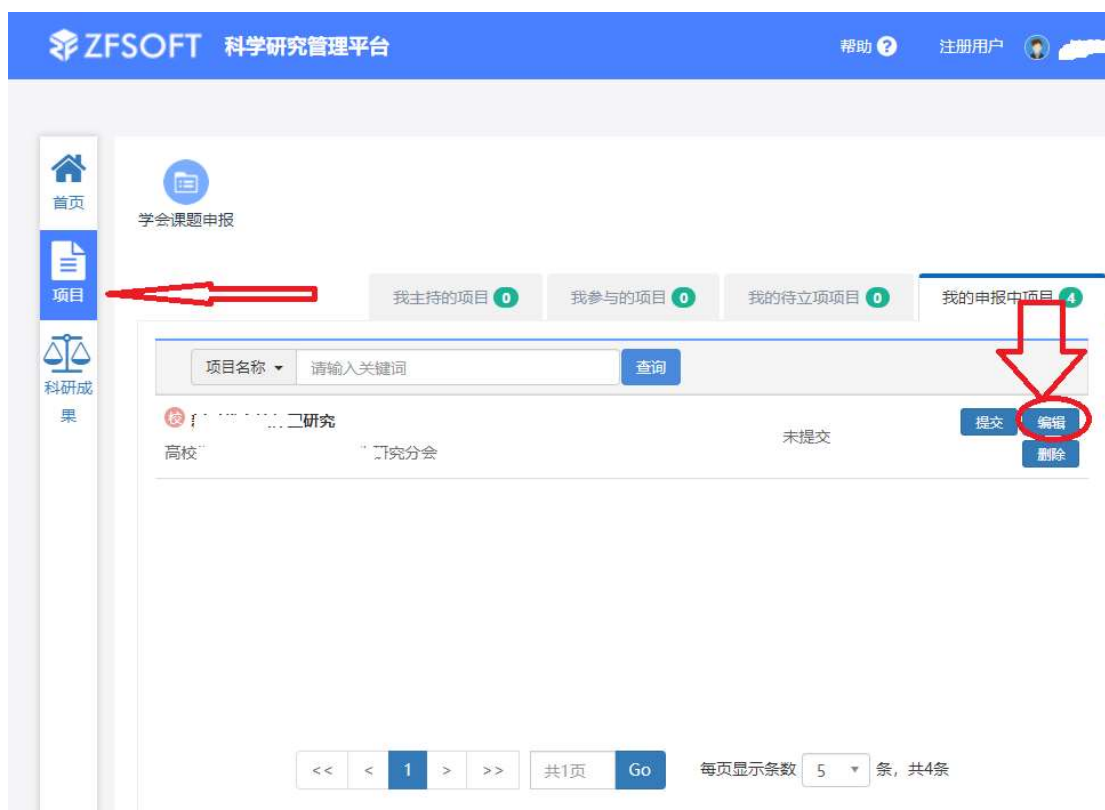 ZFSOFT 科学研究管理平台 帮助 ? 注册用户
首页
学会课题申报
项目
我主持的项目 0 我参与的项目 0 我的待立项项目 0 我的申报中项目 4
项目名称 请输入关键词 查询
科研成
果
校 研究 提交 编辑
高校 研究分会 未提交
删除
<< < 1 > >> 共1页 Go 每页显示条数 5 条，共4条